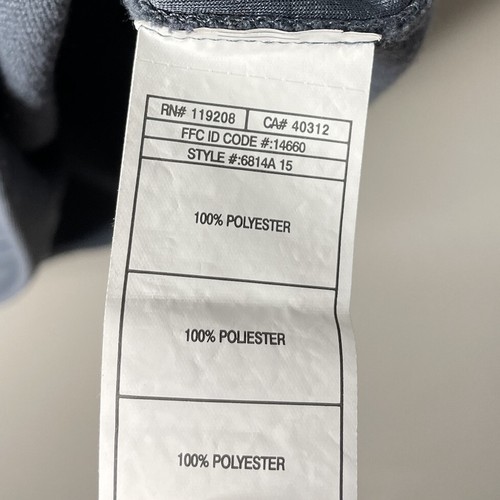 RN# 119208 CA# 40312
FFC ID CODE #:14660
STYLE #:6814A 15
100% POLYESTER
100% POLIESTER
100% POLYESTER